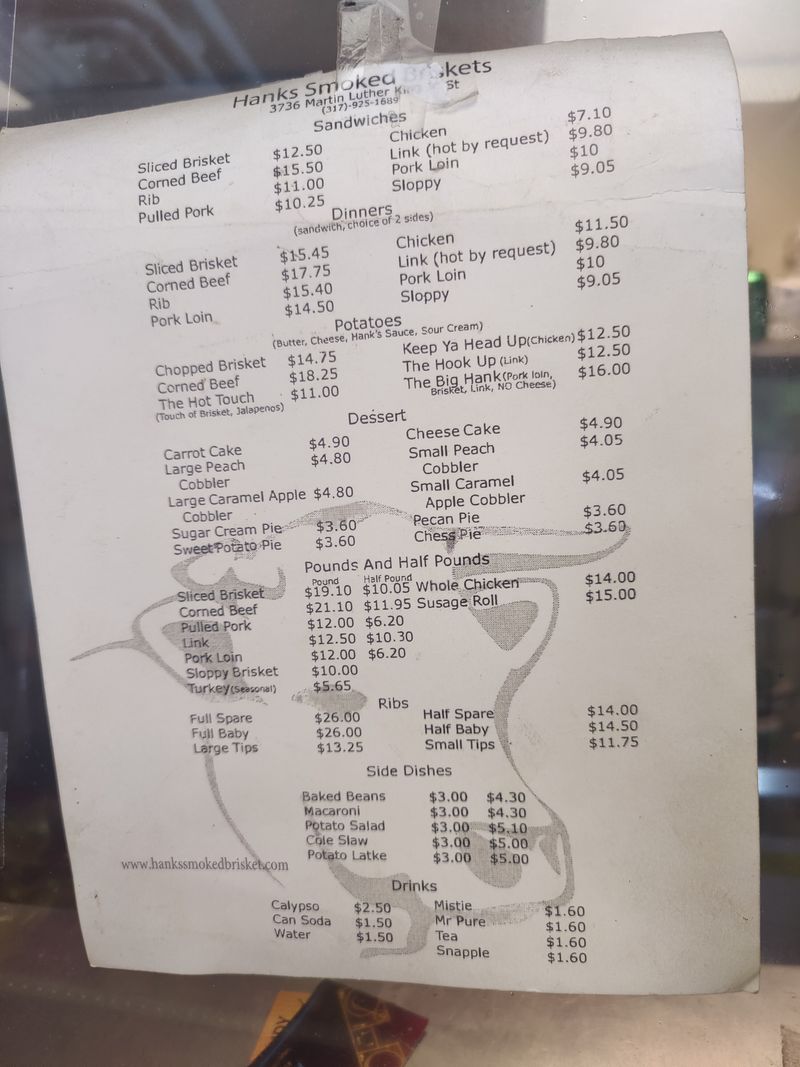 Hanks Smoked Briskets
3736 Martin Luther St
(317)-925-1689
Sandwiches
Sliced Brisket $12.50 Chicken $7.10
Corned Beef $15.50 Link (hot by request) $9.80
Rib $11.00 Pork Loin $10
Pulled Pork $10.25 Sloppy $9.05
Dinners
(sandwich, choice of 2 sides)
Sliced Brisket $15.45 Chicken $11.50
Corned Beef $17.75 Link (hot by request) $9.80
Rib $15.40 Pork Loin $10
Pork Loin $14.50 Sloppy $9.05
Potatoes
(Butter, Cheese, Hank's Sauce, Sour Cream)
Chopped Brisket $14.75 Keep Ya Head Up(Chicken) $12.50
Corned Beef $18.25 The Hook Up (Link) $12.50
The Hot Touch $11.00 The Big Hank(Pork loin, $16.00
(Touch of Brisket, Jalapenos) Brisket, Link, NO Cheese)
Dessert
Carrot Cake $4.90 Cheese Cake $4.90
Large Peach $4.80 Small Peach $4.05
Cobbler Cobbler
Large Caramel Apple $4.80 Small Caramel $4.05
Cobbler Apple Cobbler
Sugar Cream Pie $3.60 Pecan Pie $3.60
Sweet Potato Pie $3.60 Chess Pie $3.60
Pounds And Half Pounds
Pound Half Pound
Sliced Brisket $19.10 $10.05 Whole Chicken $14.00
Corned Beef $21.10 $11.95 Susage Roll $15.00
Pulled Pork $12.00 $6.20
Link $12.50 $10.30
Pork Loin $12.00 $6.20
Sloppy Brisket $10.00
Turkey(Seasonal) $5.65
Ribs
Full Spare $26.00 Half Spare $14.00
Full Baby $26.00 Half Baby $14.50
Large Tips $13.25 Small Tips $11.75
Side Dishes
Baked Beans $3.00 $4.30
Macaroni $3.00 $4.30
Potato Salad $3.00 $5.10
Cole Slaw $3.00 $5.00
Potato Latke $3.00 $5.00
www.hankssmokedbrisket.com
Drinks
Calypso $2.50 Mistie $1.60
Can Soda $1.50 Mr Pure $1.60
Water $1.50 Tea $1.60
Snapple $1.60